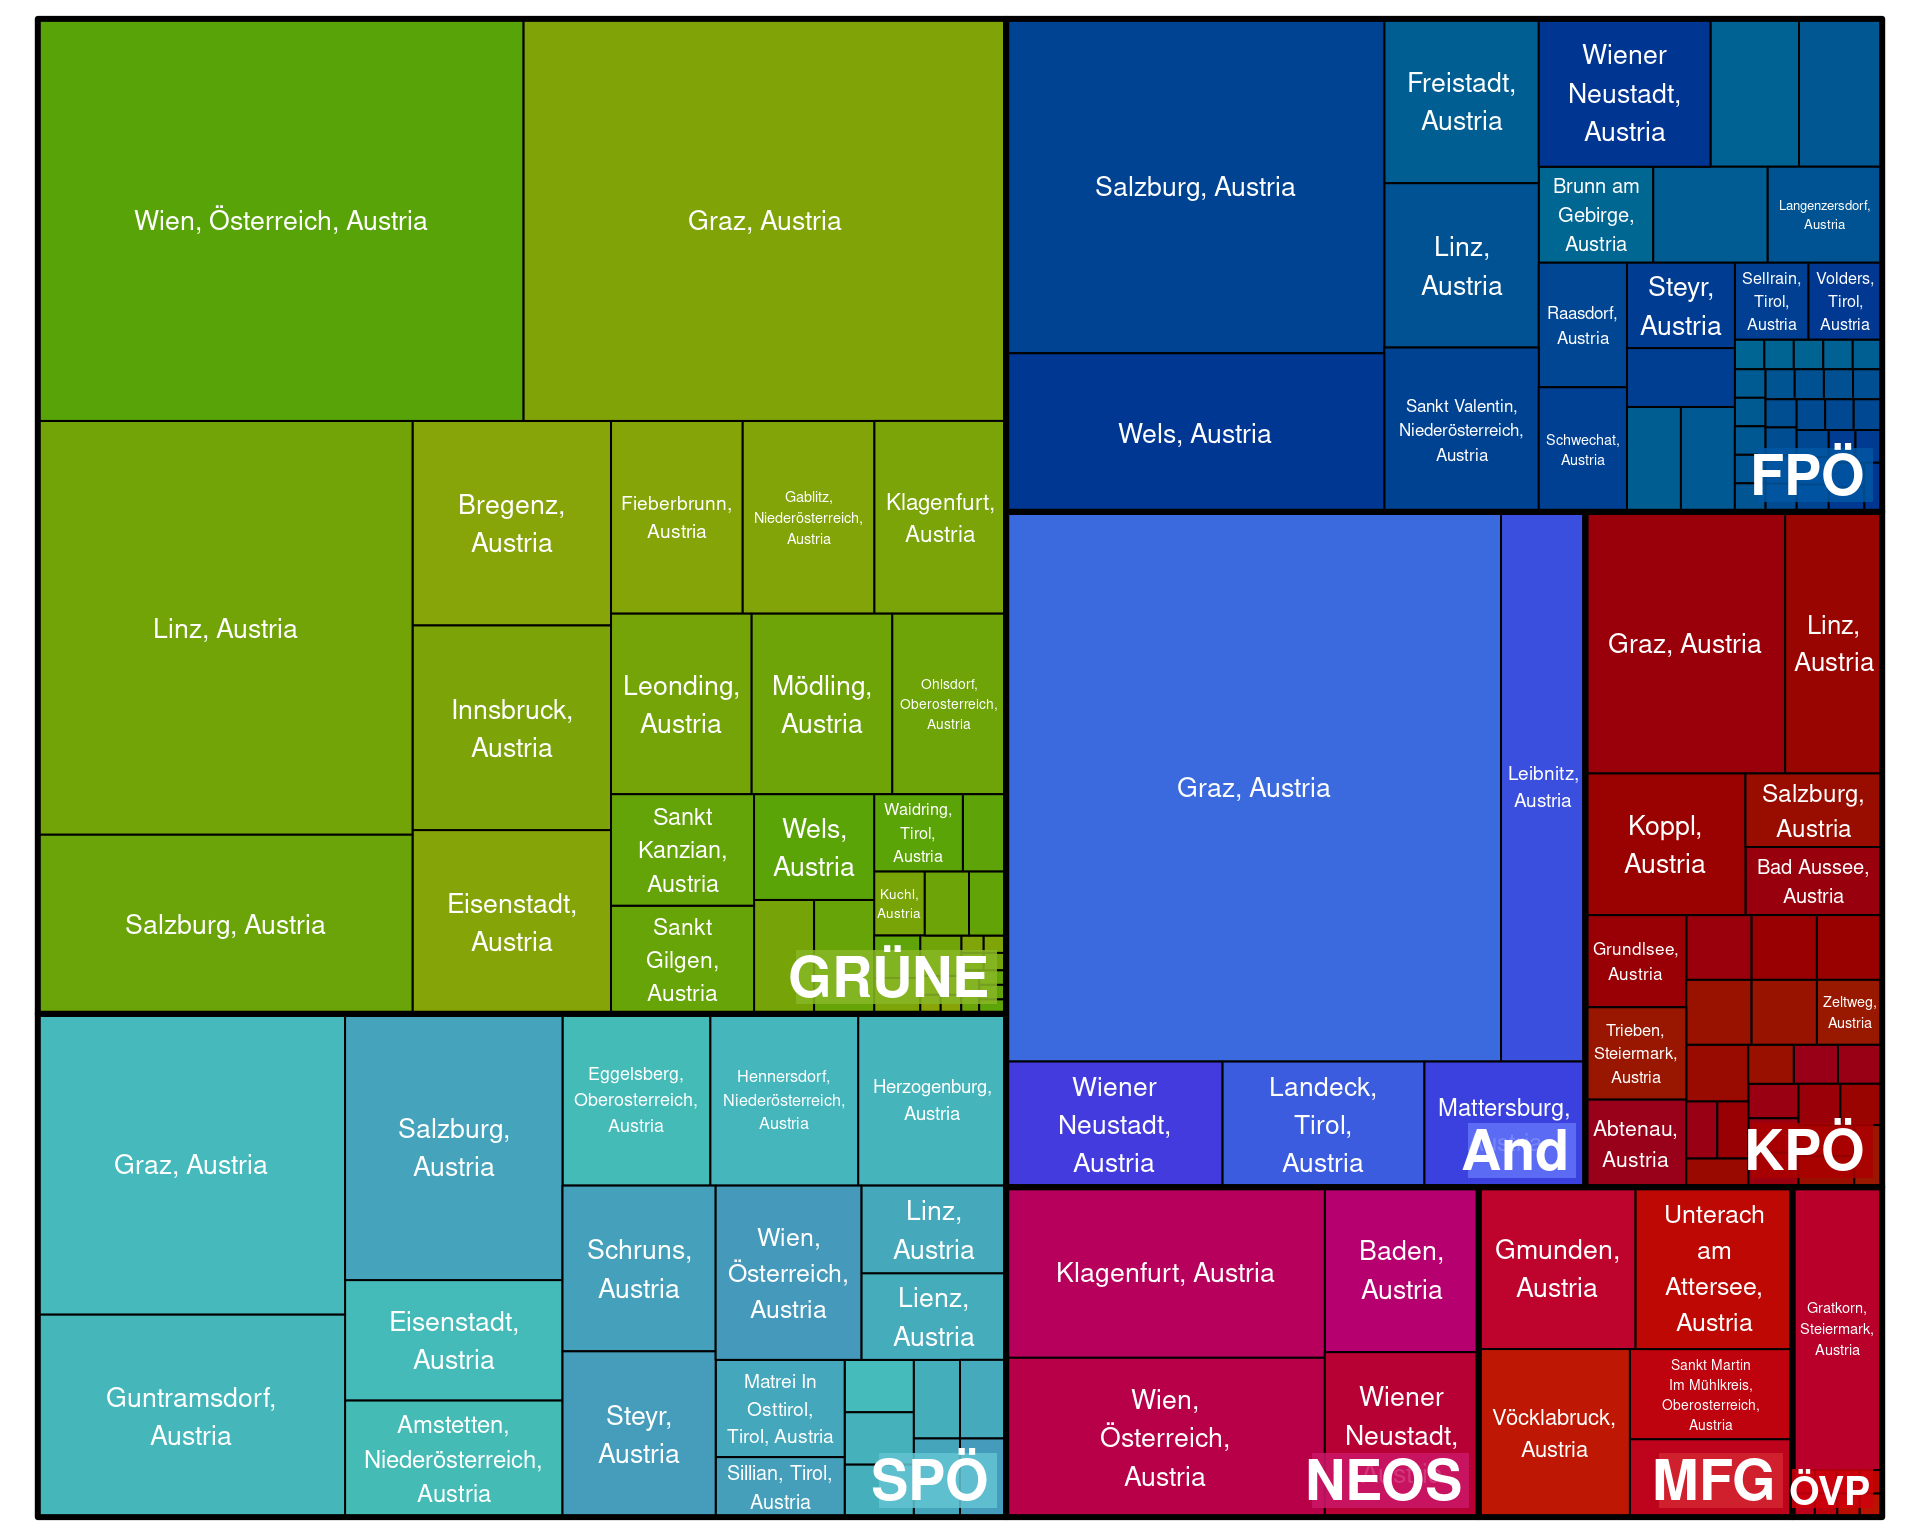 Wien, Österreich, Austria
Graz, Austria
Linz, Austria
Salzburg, Austria
Bregenz,
Austria
Innsbruck,
Austria
Eisenstadt,
Austria
Fieberbrunn,
Austria
Gablitz,
Niederösterreich,
Austria
Klagenfurt,
Austria
Leonding,
Austria
Mödling,
Austria
Ohlsdorf,
Oberosterreich,
Austria
Sankt
Kanzian,
Austria
Wels,
Austria
Waidring,
Tirol,
Austria
Kuchl,
Austria
Sankt
Gilgen,
Austria
GRÜNE
Salzburg, Austria
Wels, Austria
Freistadt,
Austria
Linz,
Austria
Sankt Valentin,
Niederösterreich,
Austria
Wiener
Neustadt,
Austria
Brunn am
Gebirge,
Austria
Langenzersdorf,
Austria
Raasdorf,
Austria
Steyr,
Austria
Sellrain,
Tirol,
Austria
Volders,
Tirol,
Austria
Schwechat,
Austria
FPÖ
Graz, Austria
Leibnitz,
Austria
Wiener
Neustadt,
Austria
Landeck,
Tirol,
Austria
Mattersburg,
Austria
And
Graz, Austria
Linz,
Austria
Koppl,
Austria
Salzburg,
Austria
Bad Aussee,
Austria
Grundlsee,
Austria
Zeltweg,
Austria
Trieben,
Steiermark,
Austria
Abtenau,
Austria
KPÖ
Graz, Austria
Guntramsdorf,
Austria
Salzburg,
Austria
Eisenstadt,
Austria
Amstetten,
Niederösterreich,
Austria
Eggelsberg,
Oberosterreich,
Austria
Hennersdorf,
Niederösterreich,
Austria
Herzogenburg,
Austria
Schruns,
Austria
Wien,
Österreich,
Austria
Linz,
Austria
Lienz,
Austria
Steyr,
Austria
Matrei In
Osttirol,
Tirol, Austria
Sillian, Tirol,
Austria
SPÖ
Klagenfurt, Austria
Wien,
Österreich,
Austria
Baden,
Austria
Wiener
Neustadt,
Austria
NEOS
Gmunden,
Austria
Unterach
am
Attersee,
Austria
Vöcklabruck,
Austria
Sankt Martin
Im Mühlkreis,
Oberosterreich,
Austria
MFG
Gratkorn,
Steiermark,
Austria
ÖVP